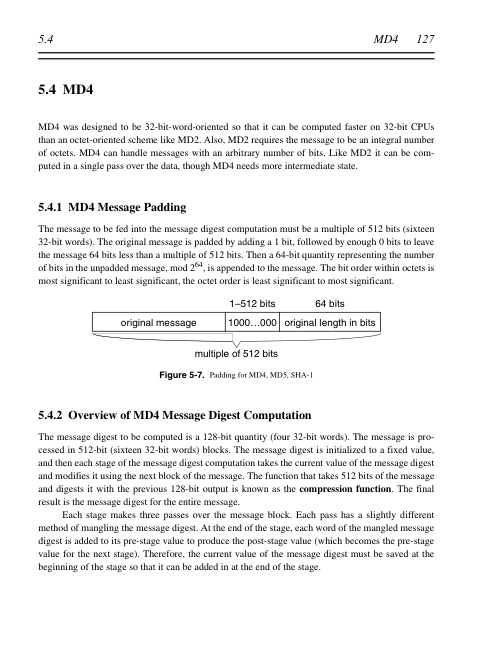 5.4 MD4 127
5.4 MD4
MD4 was designed to be 32-bit-word-oriented so that it can be computed faster on 32-bit CPUs
than an octet-oriented scheme like MD2. Also, MD2 requires the message to be an integral number
of octets. MD4 can handle messages with an arbitrary number of bits. Like MD2 it can be com-
puted in a single pass over the data, though MD4 needs more intermediate state.
5.4.1 MD4 Message Padding
The message to be fed into the message digest computation must be a multiple of 512 bits (sixteen
32-bit words). The original message is padded by adding a 1 bit, followed by enough 0 bits to leave
the message 64 bits less than a multiple of 512 bits. Then a 64-bit quantity representing the number
of bits in the unpadded message, mod 2⁶⁴, is appended to the message. The bit order within octets is
most significant to least significant, the octet order is least significant to most significant.
1–512 bits 64 bits
original message 1000…000 original length in bits
multiple of 512 bits
Figure 5-7. Padding for MD4, MD5, SHA-1
5.4.2 Overview of MD4 Message Digest Computation
The message digest to be computed is a 128-bit quantity (four 32-bit words). The message is pro-
cessed in 512-bit (sixteen 32-bit words) blocks. The message digest is initialized to a fixed value,
and then each stage of the message digest computation takes the current value of the message digest
and modifies it using the next block of the message. The function that takes 512 bits of the message
and digests it with the previous 128-bit output is known as the compression function. The final
result is the message digest for the entire message.
Each stage makes three passes over the message block. Each pass has a slightly different
method of mangling the message digest. At the end of the stage, each word of the mangled message
digest is added to its pre-stage value to produce the post-stage value (which becomes the pre-stage
value for the next stage). Therefore, the current value of the message digest must be saved at the
beginning of the stage so that it can be added in at the end of the stage.